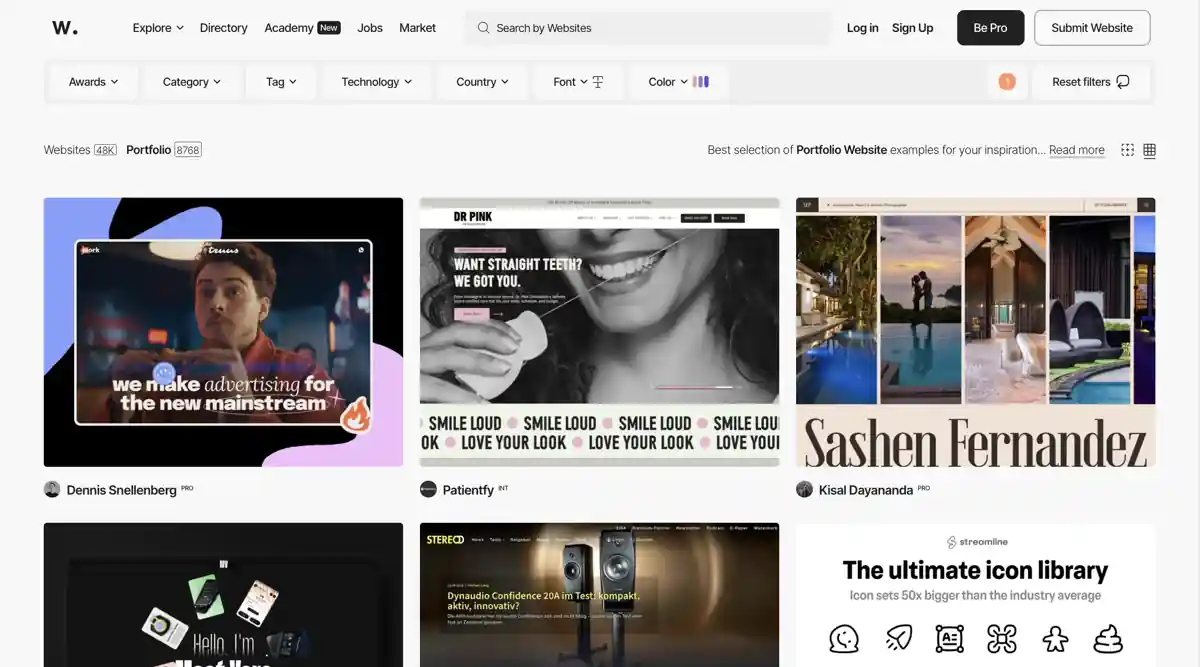 W.
Explore
Directory
Academy New
Jobs
Market
Search by Websites
Log in
Sign Up
Be Pro
Submit Website
Awards
Category
Tag
Technology
Country
Font
Color
1
Reset filters
Websites 48K Portfolio 8768
Best selection of Portfolio Website examples for your inspiration... Read more
work
truus
we make advertising for
the new mainstream
Dennis Snellenberg PRO
DR PINK
WANT STRAIGHT TEETH?
WE GOT YOU.
SMILE LOUD SMILE LOUD SMILE LOUD SMILE LOU
OK LOVE YOUR LOOK LOVE YOUR LOOK LOVE YOU
Patientfy INT
SEP
Sashen Fernandez
Kisal Dayananda PRO
Hello, I'm
STEREO
Dynaudio Confidence 20A im Test: kompakt,
aktiv, innovativ?
streamline
The ultimate icon library
Icon sets 50x bigger than the industry average